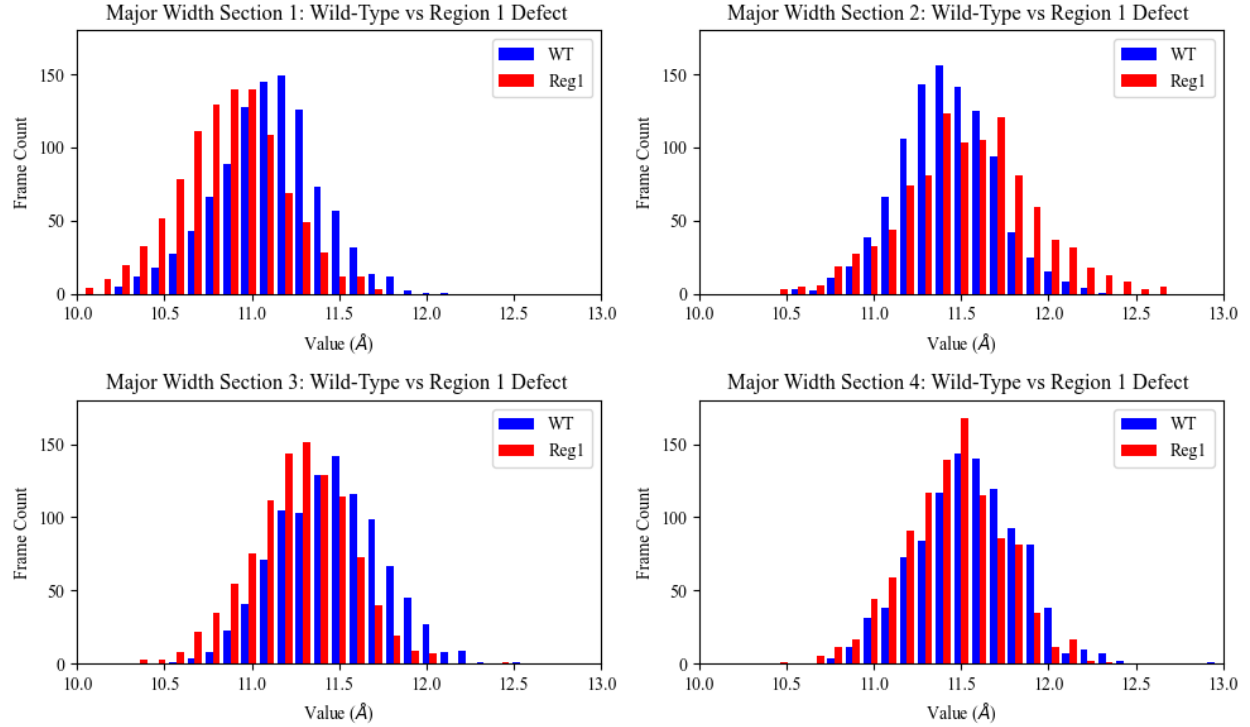 Major Width Section 1: Wild-Type vs Region 1 Defect
WT
Reg1
150
100
50
0
Frame Count
10.0 10.5 11.0 11.5 12.0 12.5 13.0
Value (Å)
Major Width Section 2: Wild-Type vs Region 1 Defect
WT
Reg1
150
100
50
0
Frame Count
10.0 10.5 11.0 11.5 12.0 12.5 13.0
Value (Å)
Major Width Section 3: Wild-Type vs Region 1 Defect
WT
Reg1
150
100
50
0
Frame Count
10.0 10.5 11.0 11.5 12.0 12.5 13.0
Value (Å)
Major Width Section 4: Wild-Type vs Region 1 Defect
WT
Reg1
150
100
50
0
Frame Count
10.0 10.5 11.0 11.5 12.0 12.5 13.0
Value (Å)